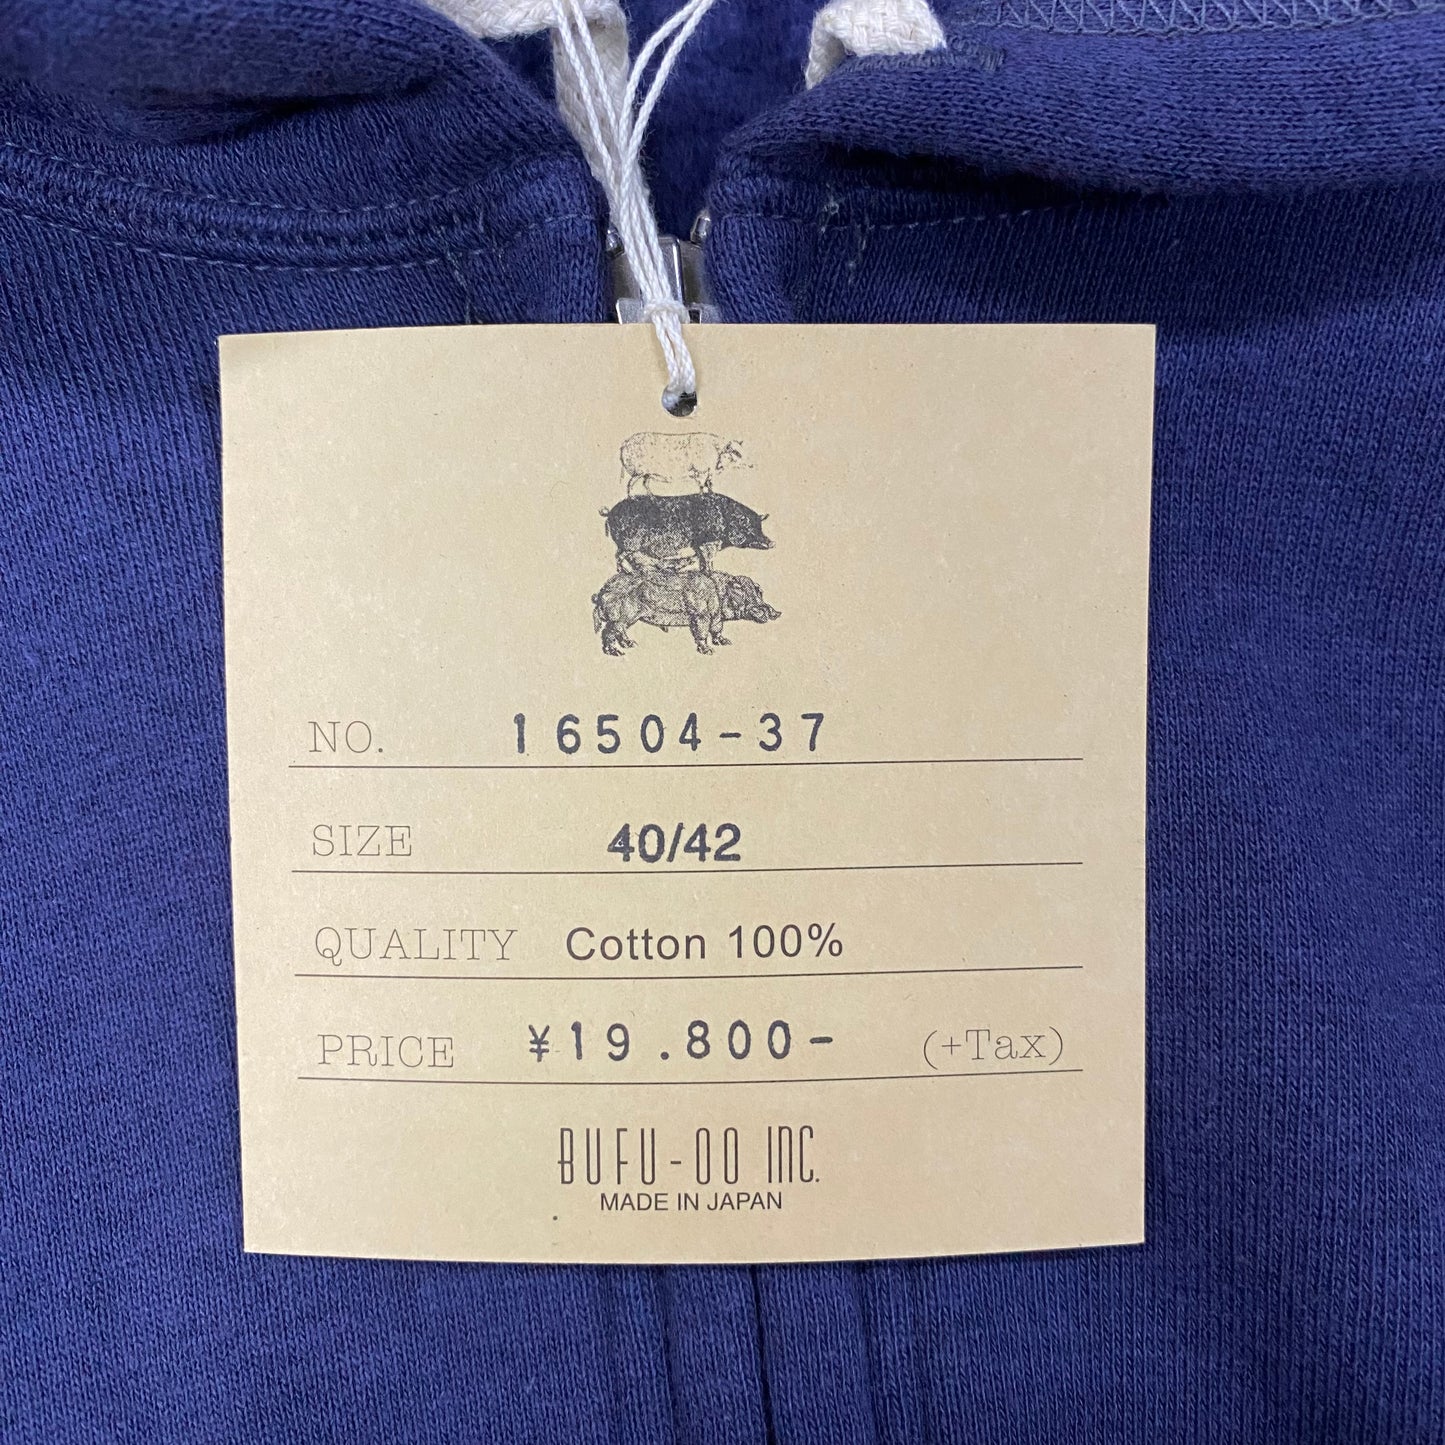 NO. 16504-37
SIZE 40/42
QUALITY Cotton 100%
PRICE ¥19.800- (+Tax)
BUFU-OO INC.
MADE IN JAPAN